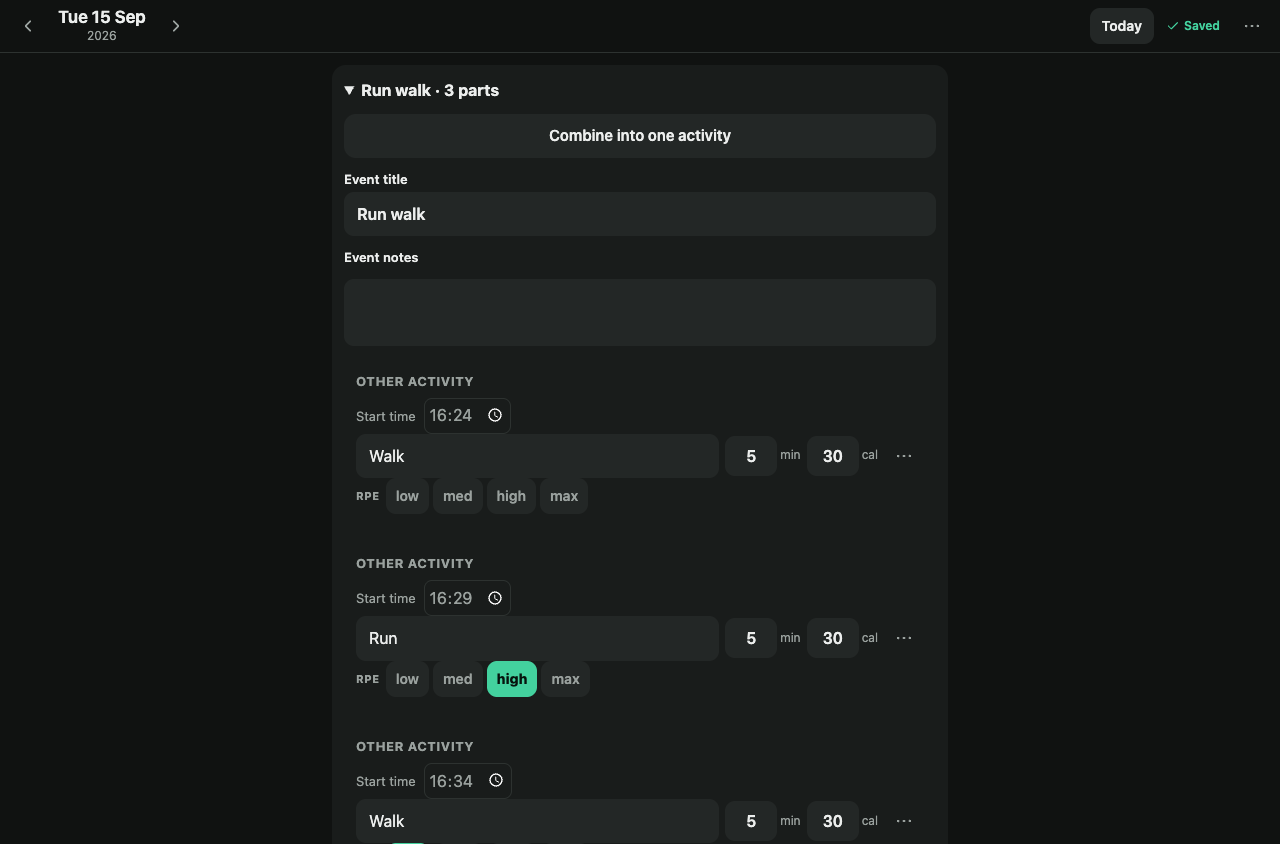 Tue 15 Sep
2026
Today
Saved
Run walk · 3 parts
Combine into one activity
Event title
Run walk
Event notes
OTHER ACTIVITY
Start time 16:24
Walk 5 min 30 cal
RPE low med high max
OTHER ACTIVITY
Start time 16:29
Run 5 min 30 cal
RPE low med high max
OTHER ACTIVITY
Start time 16:34
Walk 5 min 30 cal